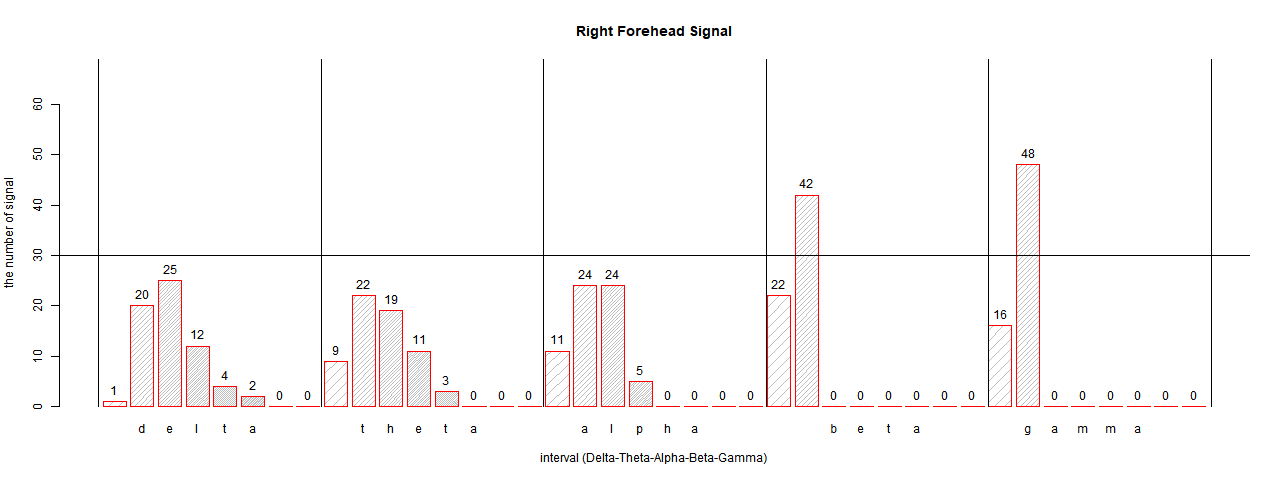 Right Forehead Signal
the number of signal
60
50
40
30
20
10
0
1 20 25 12 4 2 0 0 9 22 19 11 3 0 0 0 11 24 24 5 0 0 0 0 22 42 0 0 0 0 0 0 16 48 0 0 0 0 0 0
d e l t a t h e t a a l p h a b e t a g a m m a
interval (Delta-Theta-Alpha-Beta-Gamma)